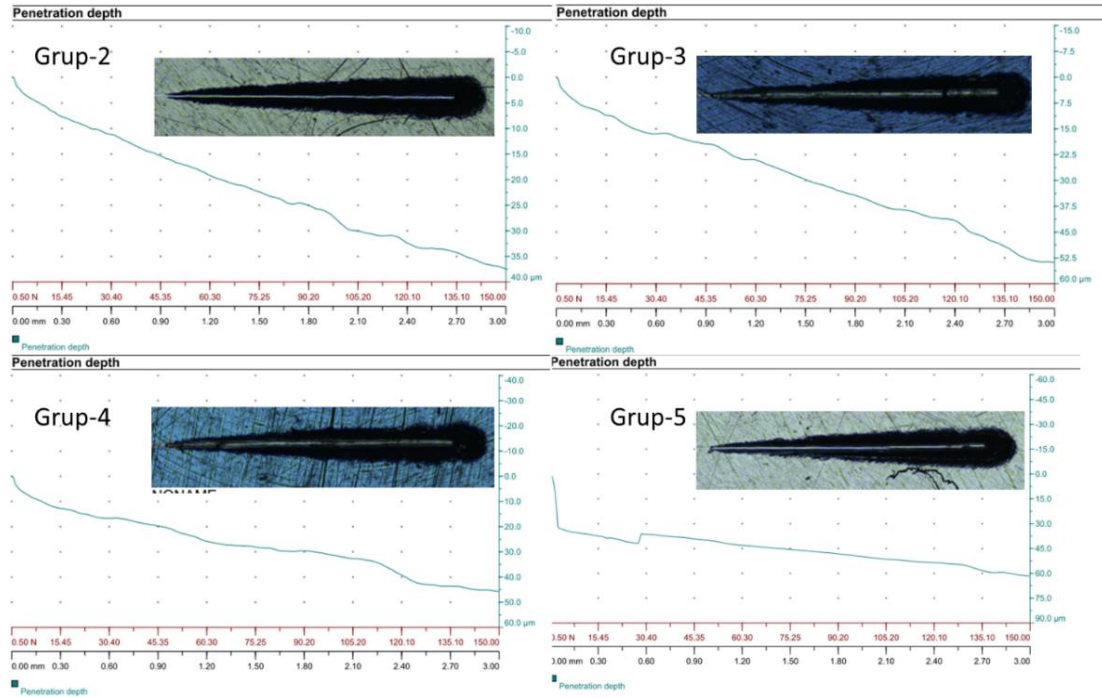 Penetration depth
Grup-2
-10.0
-5.0
0.0
5.0
10.0
15.0
20.0
25.0
30.0
35.0
40.0 µm
0.50 N 15.45 30.40 45.35 60.30 75.25 90.20 105.20 120.10 135.10 150.00
0.00 mm 0.30 0.60 0.90 1.20 1.50 1.80 2.10 2.40 2.70 3.00
Penetration depth
Penetration depth
Grup-3
-15.0
-7.5
0.0
7.5
15.0
22.5
30.0
37.5
45.0
52.5
60.0 µm
0.50 N 15.45 30.40 45.35 60.30 75.25 90.20 105.20 120.10 135.10 150.00
0.00 mm 0.30 0.60 0.90 1.20 1.50 1.80 2.10 2.40 2.70 3.00
Penetration depth
Penetration depth
Grup-4
-40.0
-30.0
-20.0
-10.0
0.0
10.0
20.0
30.0
40.0
50.0
60.0 µm
0.50 N 15.45 30.40 45.35 60.30 75.25 90.20 105.20 120.10 135.10 150.00
0.00 mm 0.30 0.60 0.90 1.20 1.50 1.80 2.10 2.40 2.70 3.00
Penetration depth
Penetration depth
Grup-5
-60.0
-45.0
-30.0
-15.0
0.0
15.0
30.0
45.0
60.0
75.0
90.0 µm
0.50 N 15.45 30.40 45.35 60.30 75.25 90.20 105.20 120.10 135.10 150.00
0.00 mm 0.30 0.60 0.90 1.20 1.50 1.80 2.10 2.40 2.70 3.00
Penetration depth